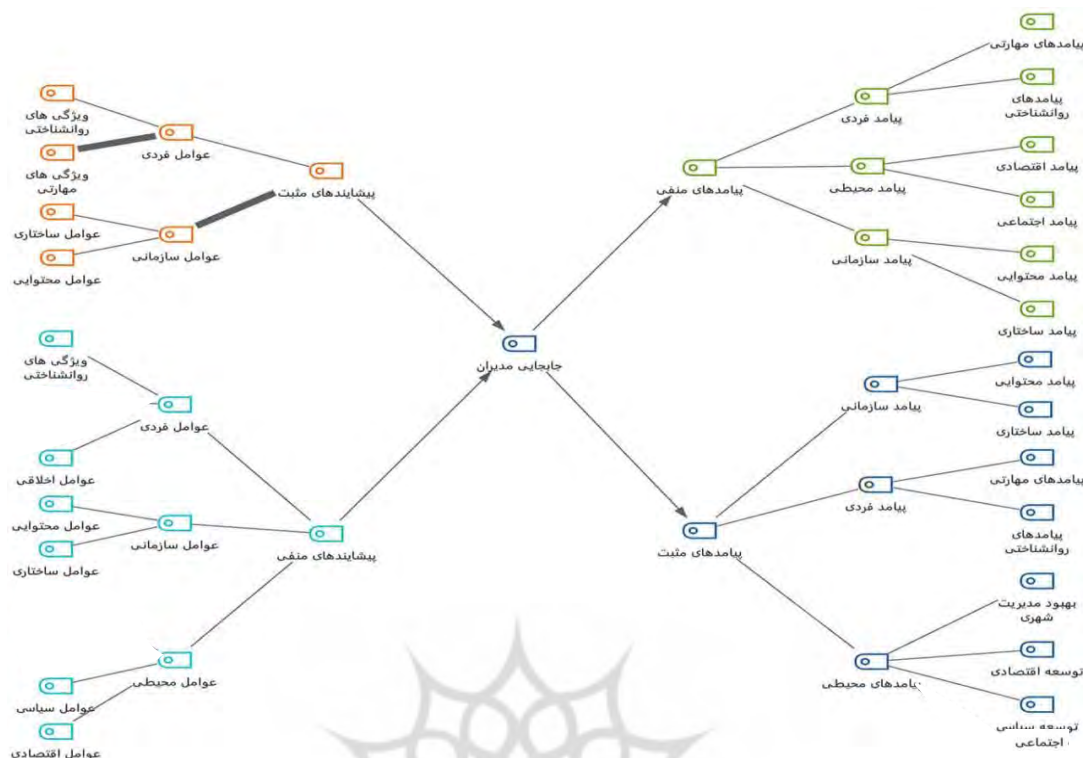 پیامدهای مهارتی
پیامدهای
روانشناختی
پیامد فردی
پیامد اقتصادی
پیامد محیطی
پیامدهای منفی
پیامد اجتماعی
پیامد سازمانی
پیامد محتوایی
پیامد ساختاری
ویژگی های
روانشناختی
عوامل فردی
ویژگی های
مهارتی
پیشایندهای مثبت
عوامل ساختاری
عوامل سازمانی
عوامل محتوایی
جابجایی مدیران
ویژگی های
روانشناختی
عوامل فردی
عوامل اخلاقی
عوامل محتوایی
عوامل سازمانی
پیشایندهای منفی
عوامل ساختاری
عوامل محیطی
عوامل سیاسی
عوامل اقتصادی
پیامد محتوایی
پیامد سازمانی
پیامد ساختاری
پیامدهای مهارتی
پیامد فردی
پیامدهای
روانشناختی
پیامدهای مثبت
بهبود مدیریت
شهری
توسعه اقتصادی
پیامدهای محیطی
توسعه سیاسی
اجتماعی